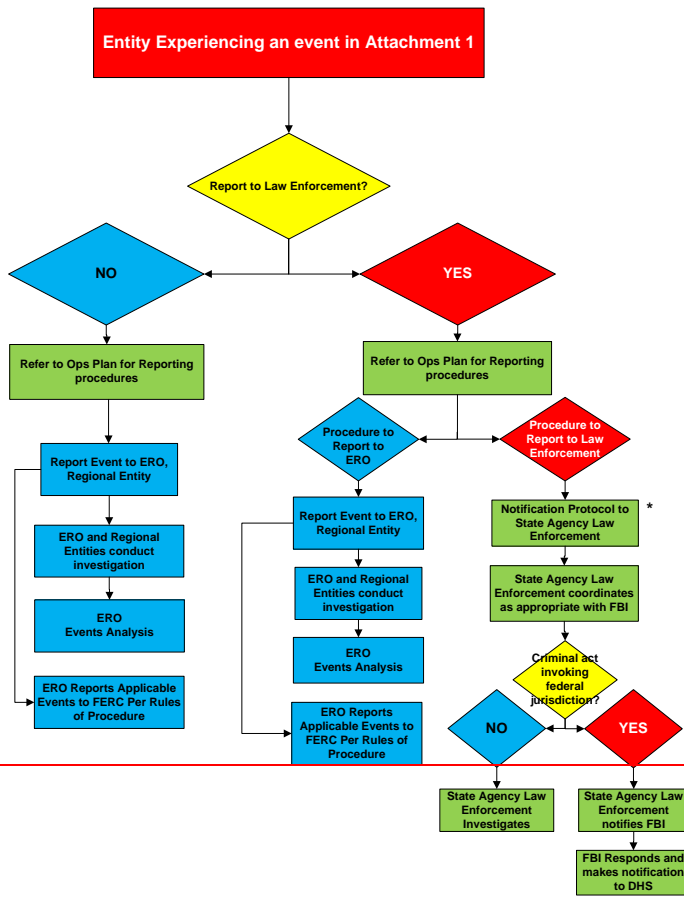 Entity Experiencing an event in Attachment 1
Report to Law Enforcement?
NO
YES
Refer to Ops Plan for Reporting
procedures
Refer to Ops Plan for Reporting
procedures
Procedure to
Report to
ERO
Procedure to
Report to Law
Enforcement
Report Event to ERO,
Regional Entity
Report Event to ERO,
Regional Entity
Notification Protocol to
State Agency Law
Enforcement
*
ERO and Regional
Entities conduct
investigation
ERO and Regional
Entities conduct
investigation
State Agency Law
Enforcement coordinates
as appropriate with FBI
ERO
Events Analysis
ERO
Events Analysis
Criminal act
invoking
federal
jurisdiction?
ERO Reports Applicable
Events to FERC Per Rules
of Procedure
ERO Reports
Applicable Events to
FERC Per Rules of
Procedure
NO
YES
State Agency Law
Enforcement
Investigates
State Agency Law
Enforcement
notifies FBI
FBI Responds and
makes notification
to DHS